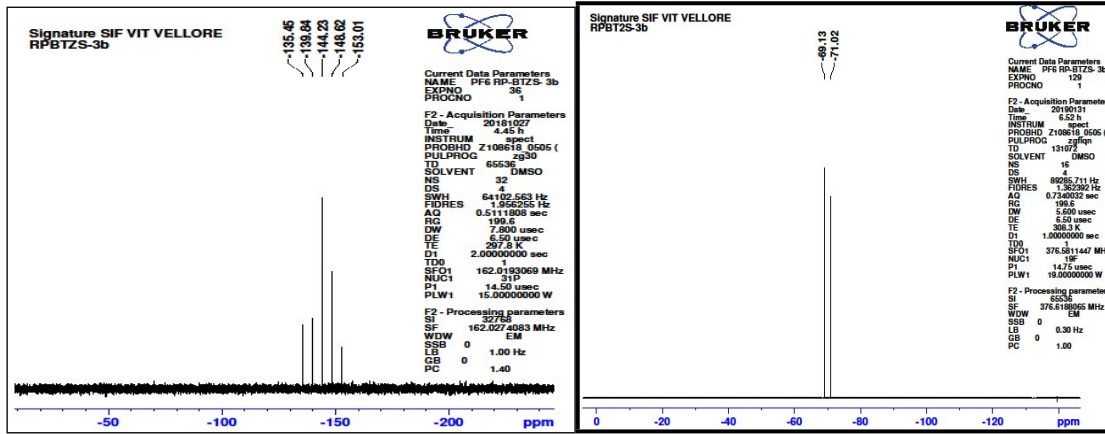 Signature SIF VIT VELLORE
RPBTZS-3b
-135.45
-139.84
-144.23
-148.62
-153.01
BRUKER
Current Data Parameters
NAME PF6 RP-BTZS- 3b
EXPNO 36
PROCNO 1
F2 - Acquisition Parameters
Date_ 20181027
Time 4.45 h
INSTRUM spect
PROBHD Z108618_0505 (
PULPROG zg30
TD 65536
SOLVENT DMSO
NS 32
DS 4
SWH 64102.563 Hz
FIDRES 1.956255 Hz
AQ 0.5111808 sec
RG 199.6
DW 7.800 usec
DE 6.50 usec
TE 297.8 K
D1 2.00000000 sec
TD0 1
SFO1 162.0193069 MHz
NUC1 31P
P1 14.50 usec
PLW1 15.00000000 W
F2 - Processing parameters
SI 32768
SF 162.0274083 MHz
WDW EM
SSB 0
LB 1.00 Hz
GB 0
PC 1.40
-50 -100 -150 -200 ppm
Signature SIF VIT VELLORE
RPBTZS-3b
-69.13
-71.02
BRUKER
Current Data Parameters
NAME PF6 RP-BTZS- 3b
EXPNO 129
PROCNO 1
F2 - Acquisition Paramete
Date_ 20190131
Time 6.52 h
INSTRUM spect
PROBHD Z108618_0505 (
PULPROG zgflqn
TD 131072
SOLVENT DMSO
NS 16
DS 4
SWH 89285.711 Hz
FIDRES 1.362392 Hz
AQ 0.7340032 sec
RG 199.6
DW 5.600 usec
DE 6.50 usec
TE 308.3 K
D1 1.00000000 sec
TD0 1
SFO1 376.5811447 MH
NUC1 19F
P1 14.75 usec
PLW1 19.00000000 W
F2 - Processing parameter
SI 65536
SF 376.6188065 MHz
WDW EM
SSB 0
LB 0.30 Hz
GB 0
PC 1.00
0 -20 -40 -60 -80 -100 -120 ppm